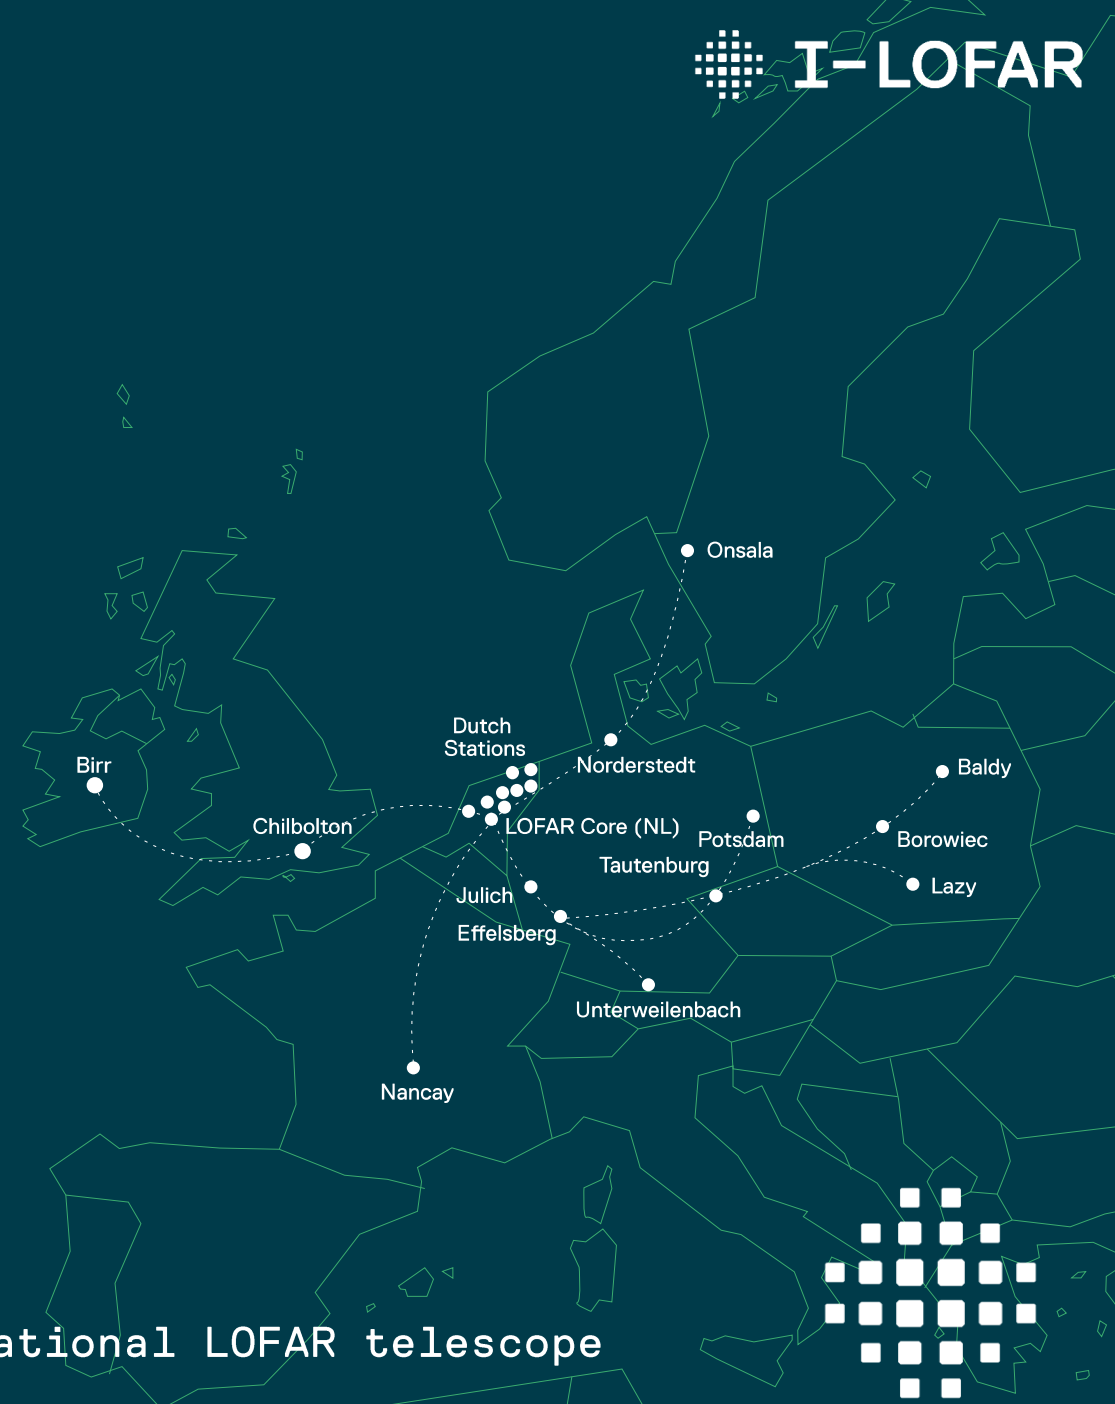 I-LOFAR
Onsala
Dutch
Stations
Norderstedt
Birr
Baldy
Chilbolton
LOFAR Core (NL)
Potsdam
Borowiec
Tautenburg
Julich
Lazy
Effelsberg
Unterweilenbach
Nancay
ational LOFAR telescope